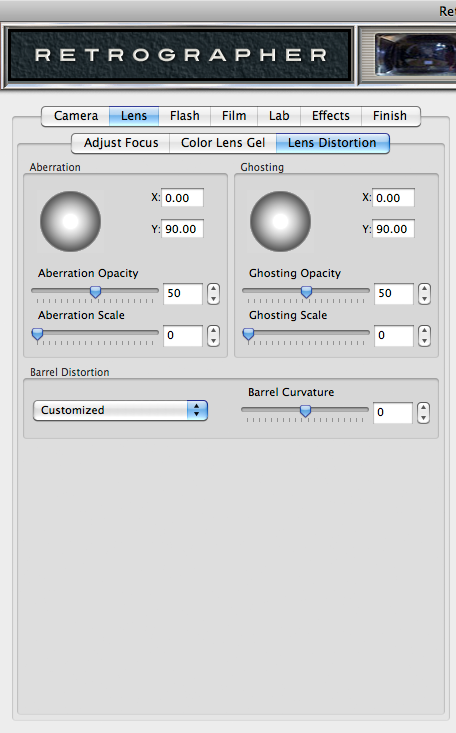 Ret
RETROGRAPHER
Camera Lens Flash Film Lab Effects Finish
Adjust Focus Color Lens Gel Lens Distortion
Aberration
X: 0.00
Y: 90.00
Aberration Opacity
50
Aberration Scale
0
Ghosting
X: 0.00
Y: 90.00
Ghosting Opacity
50
Ghosting Scale
0
Barrel Distortion
Customized
Barrel Curvature
0